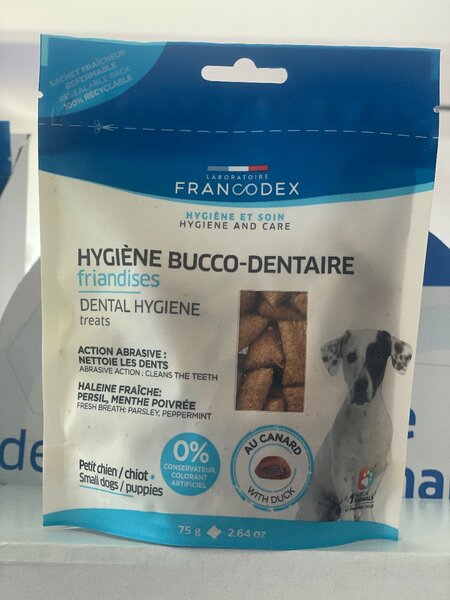 SACHET FRAÎCHEUR
REFERMABLE
RESEALABLE PACK
100% RECYCLABLE
LABORATOIRE
FRANCODEX
HYGIÈNE ET SOIN
HYGIENE AND CARE
HYGIÈNE BUCCO-DENTAIRE
friandises
DENTAL HYGIENE
treats
ACTION ABRASIVE :
NETTOIE LES DENTS
ABRASIVE ACTION : CLEANS THE TEETH
HALEINE FRAÎCHE:
PERSIL, MENTHE POIVRÉE
FRESH BREATH: PARSLEY, PEPPERMINT
0%
CONSERVATEUR,
COLORANT
ARTIFICIEL
AU CANARD
WITH DUCK
Petit chien / chiot •
Small dogs / puppies
75 g 2.64 oz
de
e
na